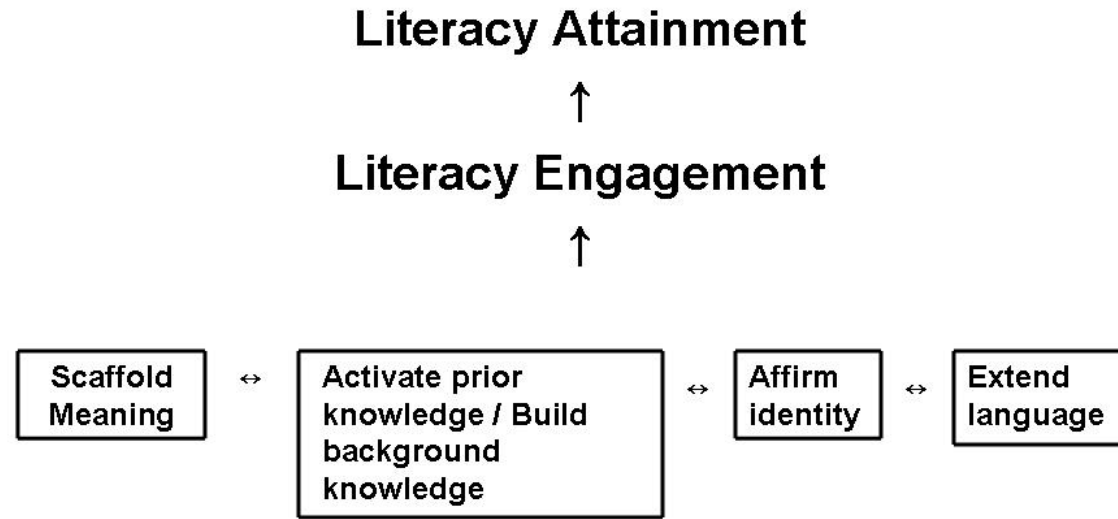 Literacy Attainment
↑
Literacy Engagement
↑
Scaffold
Meaning
↔
Activate prior
knowledge / Build
background
knowledge
↔
Affirm
identity
↔
Extend
language